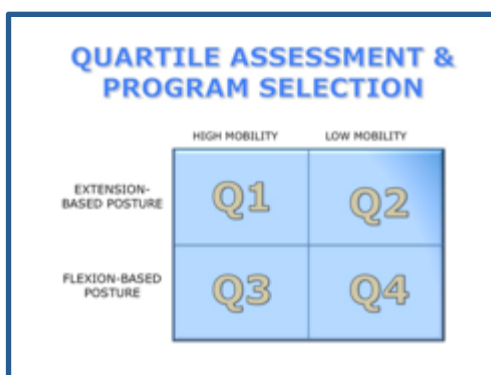 QUARTILE ASSESSMENT &
PROGRAM SELECTION
HIGH MOBILITY LOW MOBILITY
EXTENSION-
BASED POSTURE
Q1 Q2
FLEXION-BASED
POSTURE
Q3 Q4